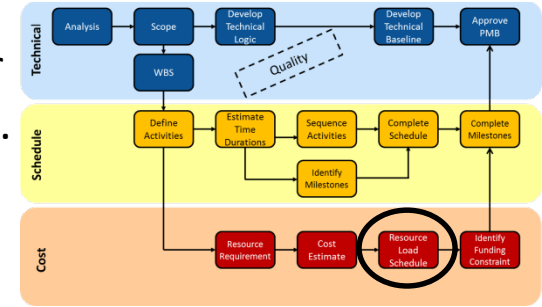 Technical
Analysis
Scope
Develop
Technical
Logic
Develop
Technical
Baseline
Approve
PMB
WBS
Quality
Schedule
Define
Activities
Estimate
Time
Durations
Sequence
Activities
Complete
Schedule
Complete
Milestones
Identify
Milestones
Cost
Resource
Requirement
Cost
Estimate
Resource
Load
Schedule
Identify
Funding
Constraint